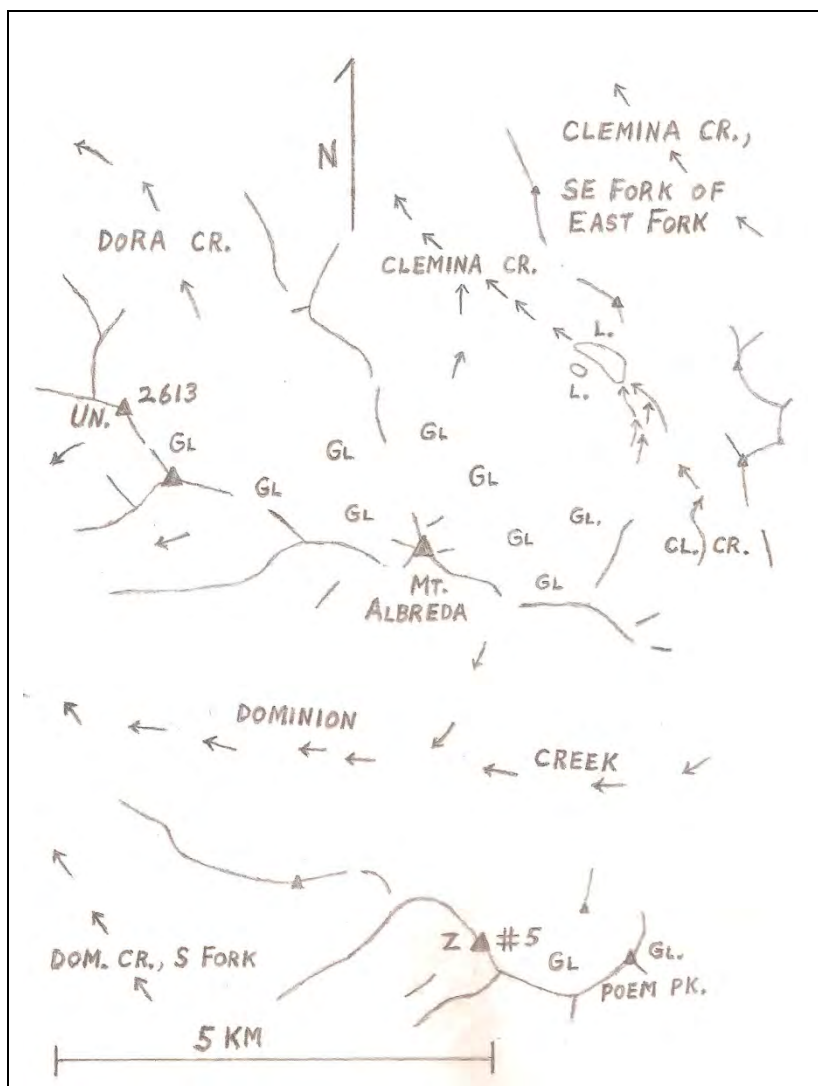 CLEMINA CR.,
N
SE FORK OF
EAST FORK
DORA CR.
CLEMINA CR.
L.
L.
2613
UN.
GL
GL
GL
GL
GL
GL
GL.
GL
GL
CL. CR.
MT.
ALBREDA
DOMINION
CREEK
Z #5
DOM. CR., S FORK
GL
GL.
POEM PK.
5 KM